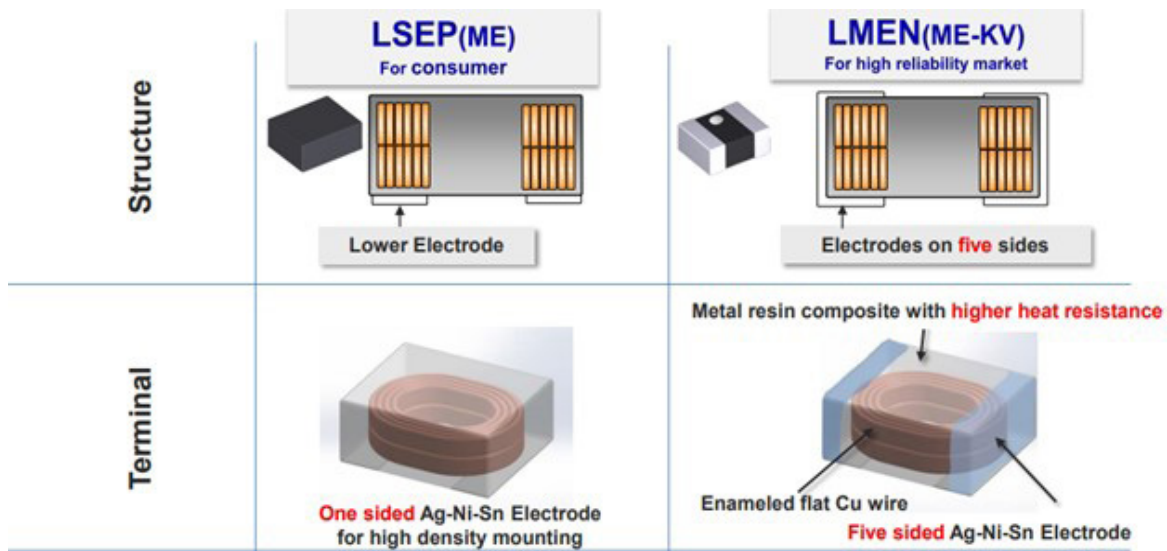 LSEP(ME)
For consumer
LMEN(ME-KV)
For high reliability market
Structure
Lower Electrode
Electrodes on five sides
Terminal
One sided Ag-Ni-Sn Electrode
for high density mounting
Metal resin composite with higher heat resistance
Enameled flat Cu wire
Five sided Ag-Ni-Sn Electrode